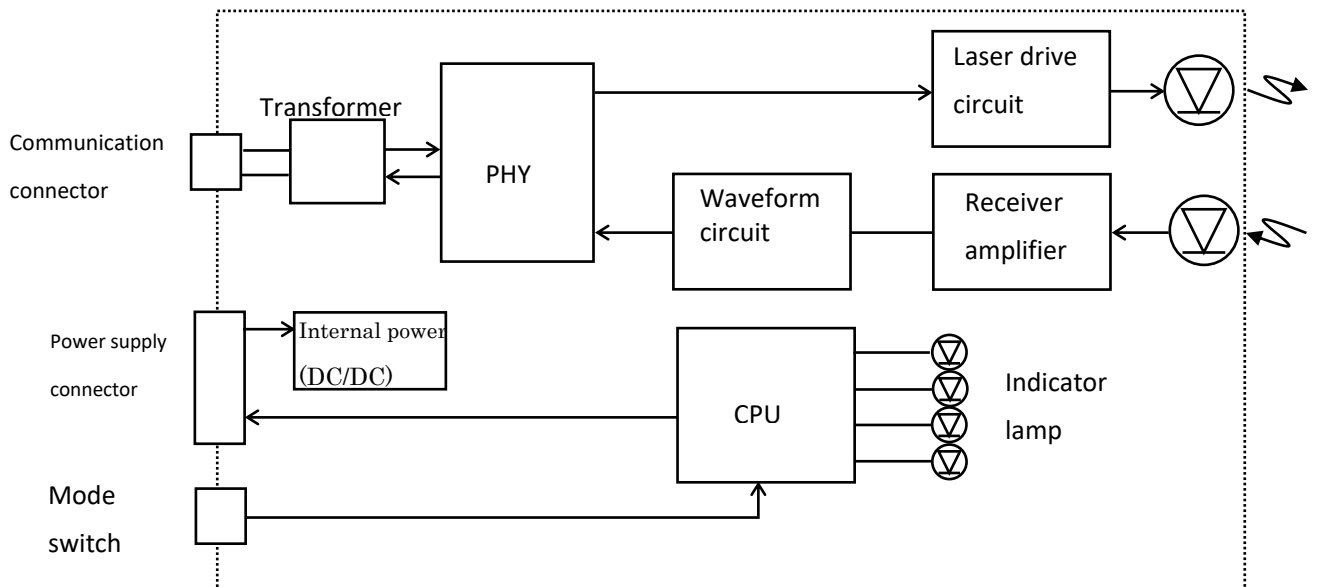 Laser drive
circuit
Transformer
Communication
connector
PHY
Waveform
circuit
Receiver
amplifier
Power supply
connector
Internal power
(DC/DC)
CPU
Indicator
lamp
Mode
switch